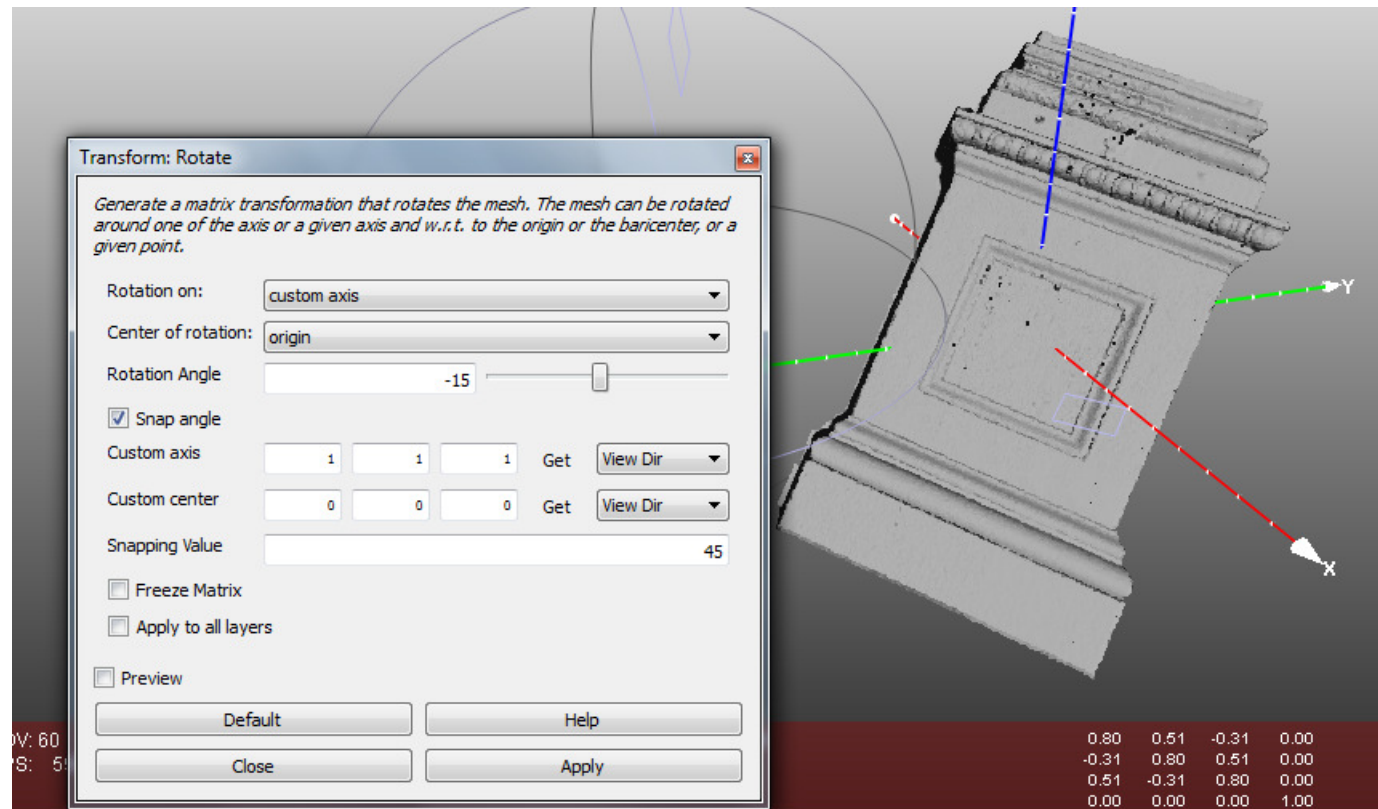 Transform: Rotate
Generate a matrix transformation that rotates the mesh. The mesh can be rotated
around one of the axis or a given axis and w.r.t. to the origin or the baricenter, or a
given point.
Rotation on: custom axis
Center of rotation: origin
Rotation Angle -15
Snap angle
Custom axis 1 1 1 Get View Dir
Custom center 0 0 0 Get View Dir
Snapping Value 45
Freeze Matrix
Apply to all layers
Preview
Default Help
Close Apply
Y
X
60
0.80 0.51 -0.31 0.00
-0.31 0.80 0.51 0.00
0.51 -0.31 0.80 0.00
0.00 0.00 0.00 1.00